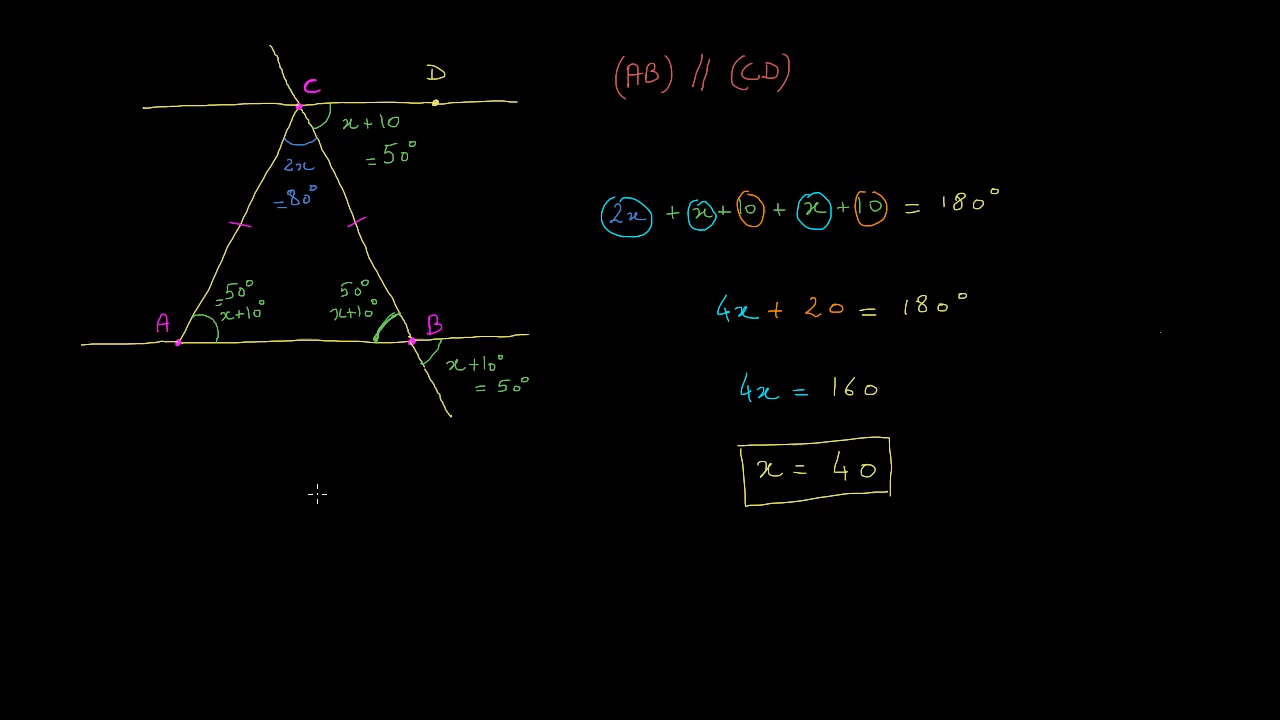 C
D
(AB) // (CD)
x+10
= 50°
2x
= 80°
2x + x + 10 + x + 10 = 180°
= 50°
x+10°
50°
x+10°
4x + 20 = 180°
A
B
x+10°
= 50°
4x = 160
x = 40